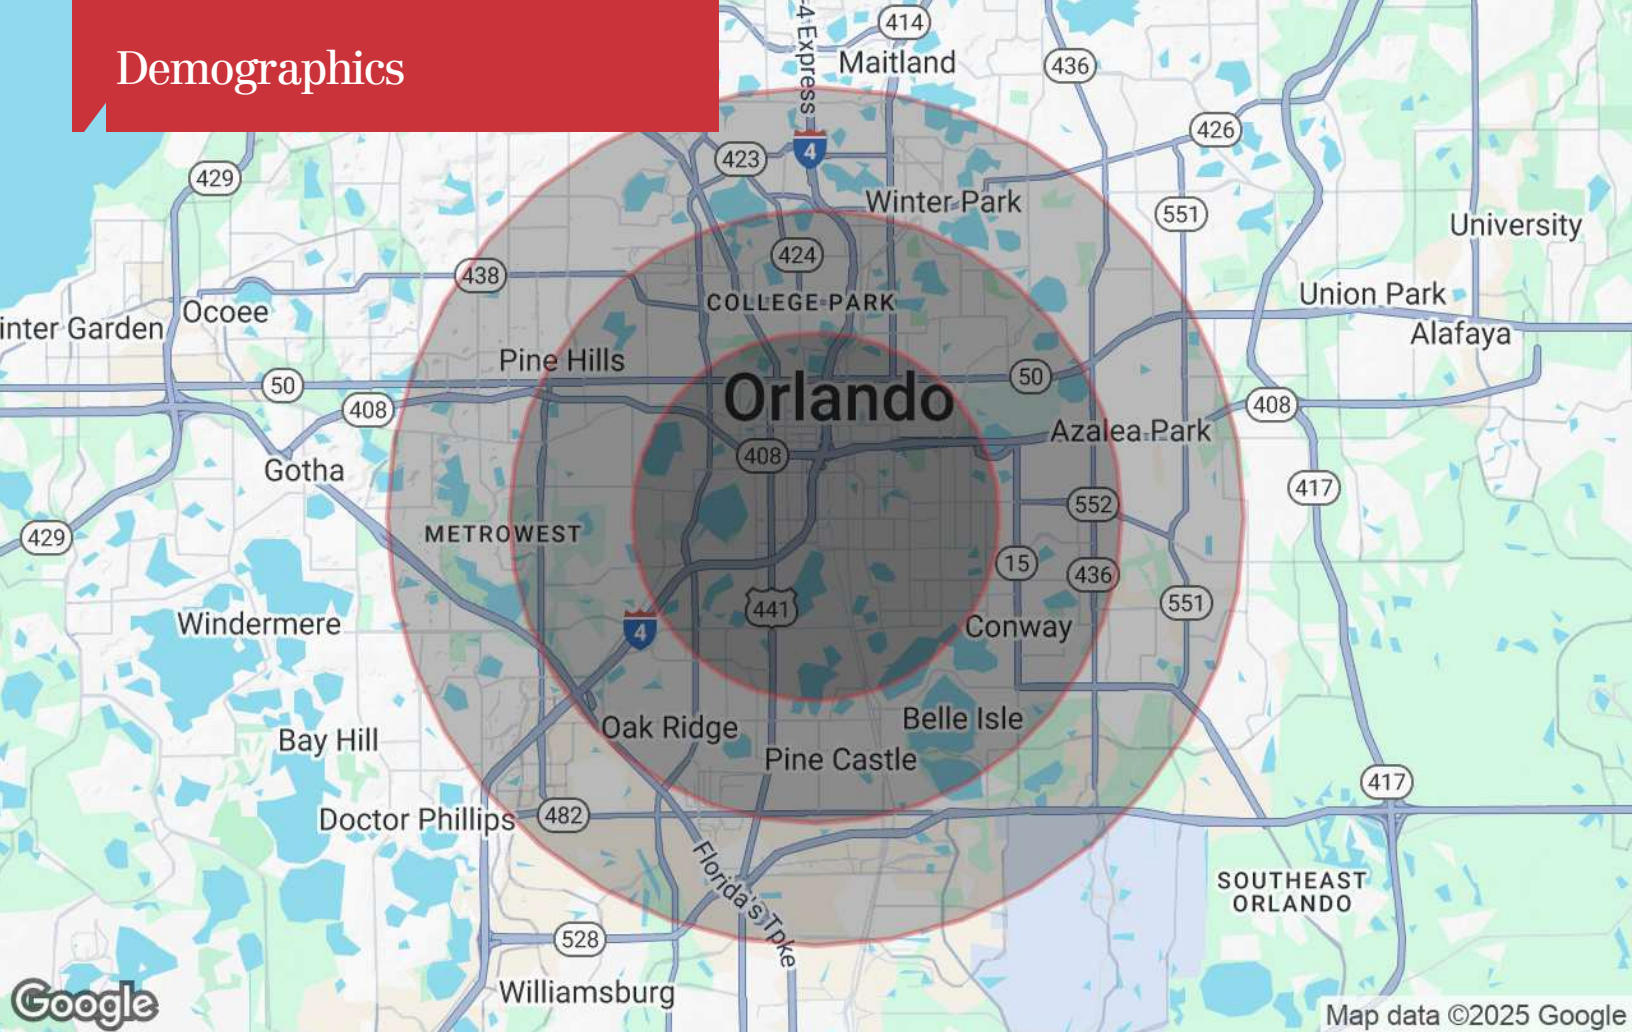 Demographics
-4 Express
414
Maitland
436
426
423
4
429
Winter Park
551
University
424
438
COLLEGE PARK
Union Park
Ocoee
inter Garden
Alafaya
Pine Hills
50
50
Orlando
408
408
Azalea Park
408
Gotha
417
552
METROWEST
429
15
436
441
551
4
Windermere
Conway
Belle Isle
Oak Ridge
Bay Hill
Pine Castle
417
482
Doctor Phillips
Florida's Tpke
SOUTHEAST
ORLANDO
528
Williamsburg
Google
Map data ©2025 Google